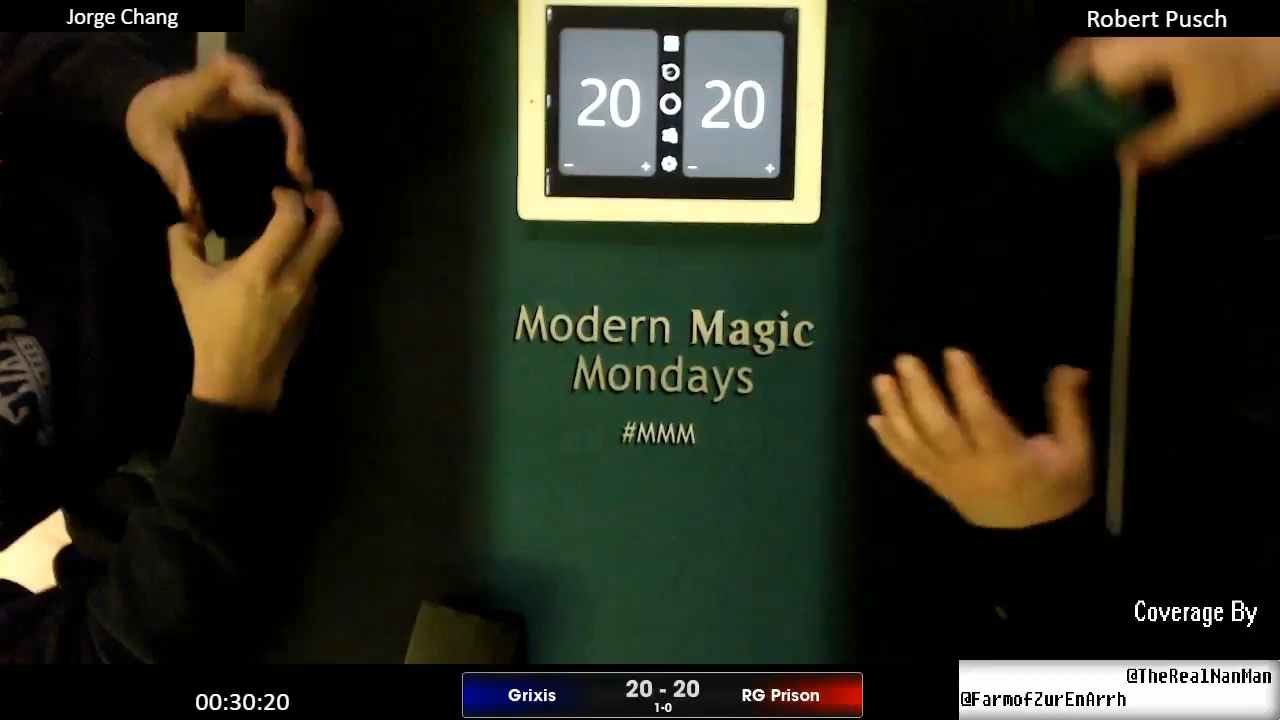 Jorge Chang
Robert Pusch
20
20
- +
- +
Modern Magic
Mondays
#MMM
Coverage By
@TheRealNanMan
@FarmofZurEnArrh
00:30:20
Grixis
20 - 20
1-0
RG Prison